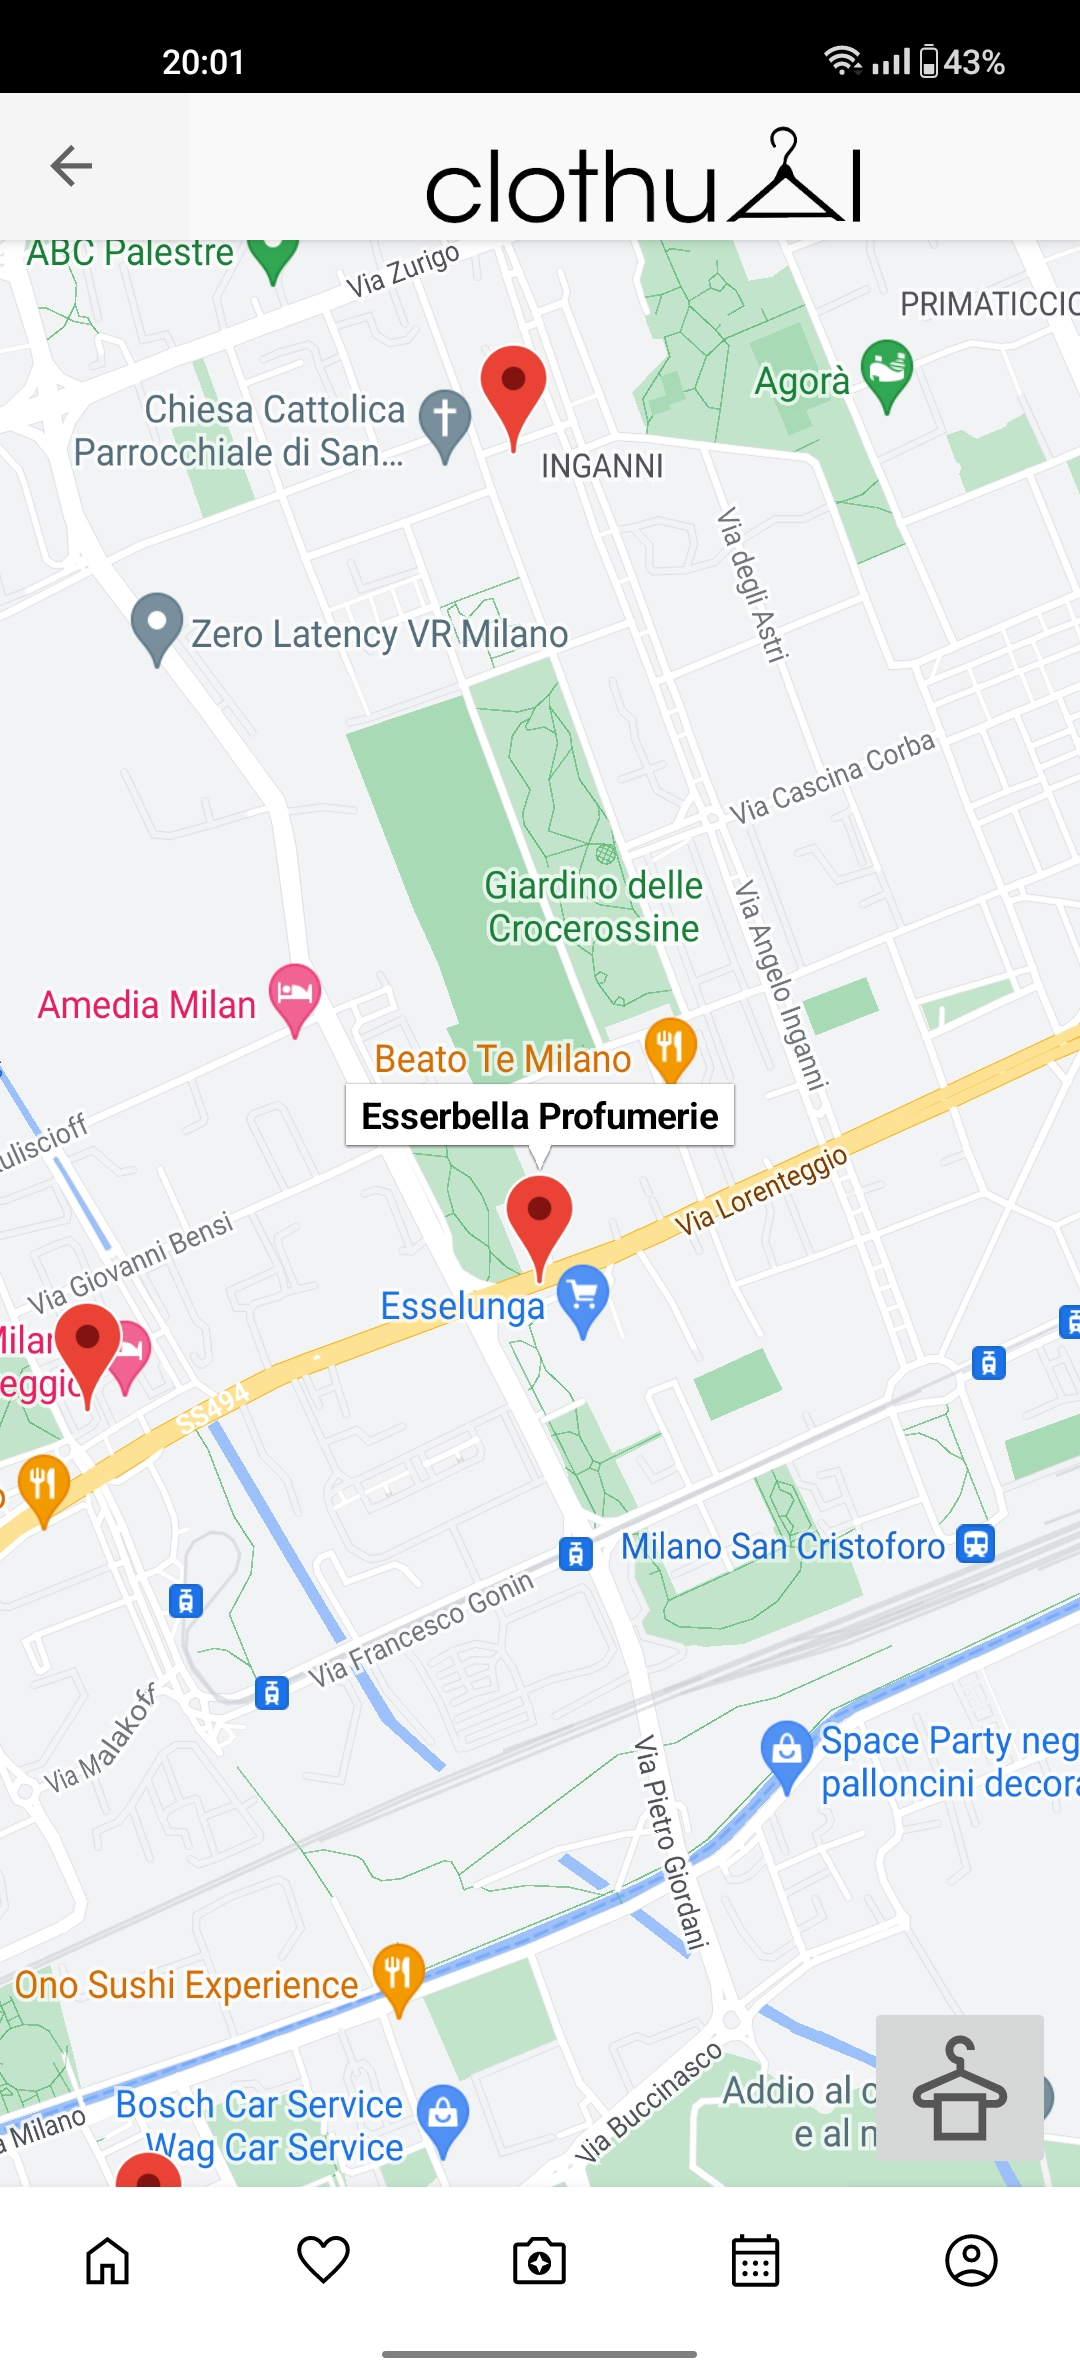 20:01
43%
clothual
ABC Palestre
Via Zurigo
PRIMATICCIO
Agorà
Chiesa Cattolica
Parrocchiale di San...
INGANNI
Via degli Astri
Zero Latency VR Milano
Via Cascina Corba
Giardino delle
Crocerossine
Via Angelo Inganni
Amedia Milan
Beato Te Milano
Esserbella Profumerie
uliscioff
Via Lorenteggio
Via Giovanni Bensi
Esselunga
Milan
eggio
SS494
Milano San Cristoforo
Via Francesco Gonin
Via Malakoff
Via Pietro Giordani
Space Party neg
palloncini decora
Ono Sushi Experience
Via Buccinasco
Addio al c
e al n
Bosch Car Service
Wag Car Service
a Milano